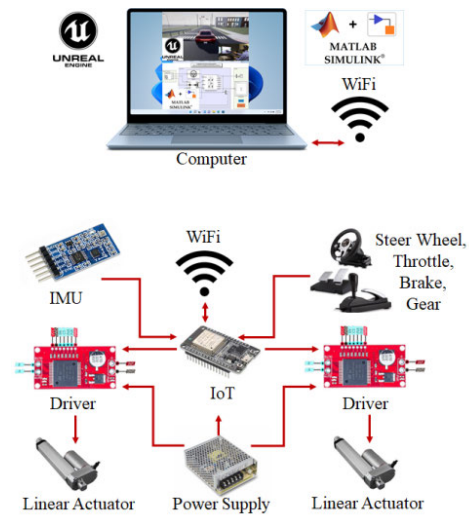 UNREAL
ENGINE
MATLAB
SIMULINK®
WiFi
Computer
WiFi
IMU
Steer Wheel,
Throttle,
Brake,
Gear
IoT
Driver
Driver
Linear Actuator
Power Supply
Linear Actuator